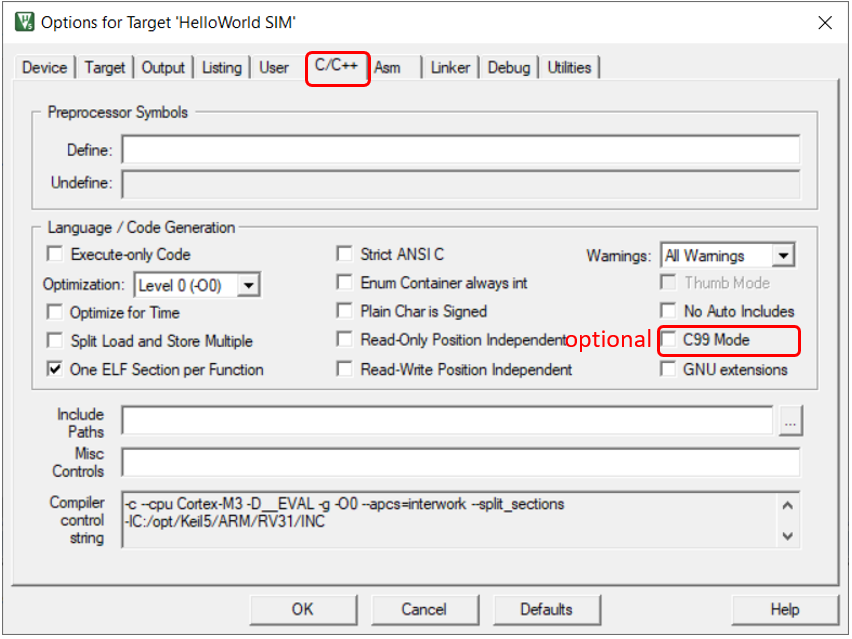 Options for Target 'HelloWorld SIM'
Device Target Output Listing User C/C++ Asm Linker Debug Utilities
Preprocessor Symbols
Define:
Undefine:
Language / Code Generation
Execute-only Code Strict ANSI C Warnings: All Warnings
Optimization: Level 0 (-O0) Enum Container always int Thumb Mode
Optimize for Time Plain Char is Signed No Auto Includes
Split Load and Store Multiple Read-Only Position Independent optional C99 Mode
One ELF Section per Function Read-Write Position Independent GNU extensions
Include
Paths
...
Misc
Controls
Compiler
control
string
-c --cpu Cortex-M3 -D__EVAL -g -O0 --apcs=interwork --split_sections
-IC:/opt/Keil5/ARM/RV31/INC
OK Cancel Defaults Help